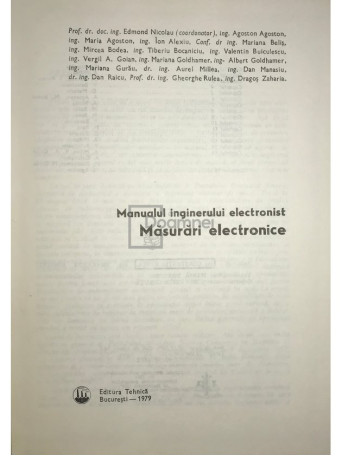 Prof. dr. doc. ing. Edmond Nicolau (coordonator), ing. Agoston Agoston,
ing. Maria Agoston, ing. Ion Alexiu, Conf. dr ing. Mariana Beliș,
ing. Mircea Bodea, ing. Tiberiu Bocaniciu, ing. Valentin Buiculescu,
ing. Vergil A. Goian, ing. Mariana Goldhamer, ing- Albert Goldhamer,
ing. Mariana Gurău, dr. ing. Aurel Millea, ing. Dan Manasiu,
dr. ing. Dan Raicu, Prof. dr. ing. Gheorghe Rulea, ing. Dragoș Zaharia.
Manualul inginerului electronist
Masurări electronice
Editura Tehnică
București — 1979